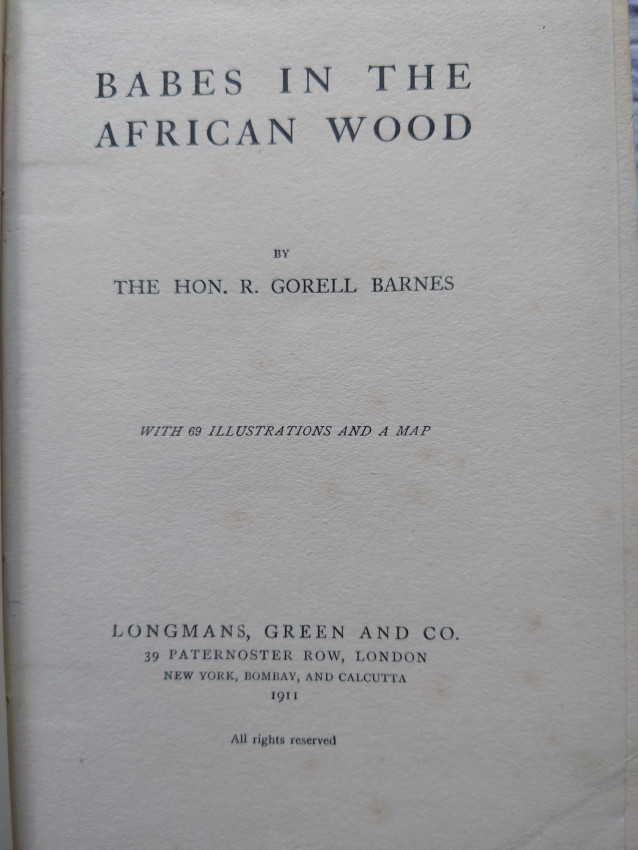 BABES IN THE
AFRICAN WOOD
BY
THE HON. R. GORELL BARNES
WITH 69 ILLUSTRATIONS AND A MAP
LONGMANS, GREEN AND CO.
39 PATERNOSTER ROW, LONDON
NEW YORK, BOMBAY, AND CALCUTTA
1911
All rights reserved